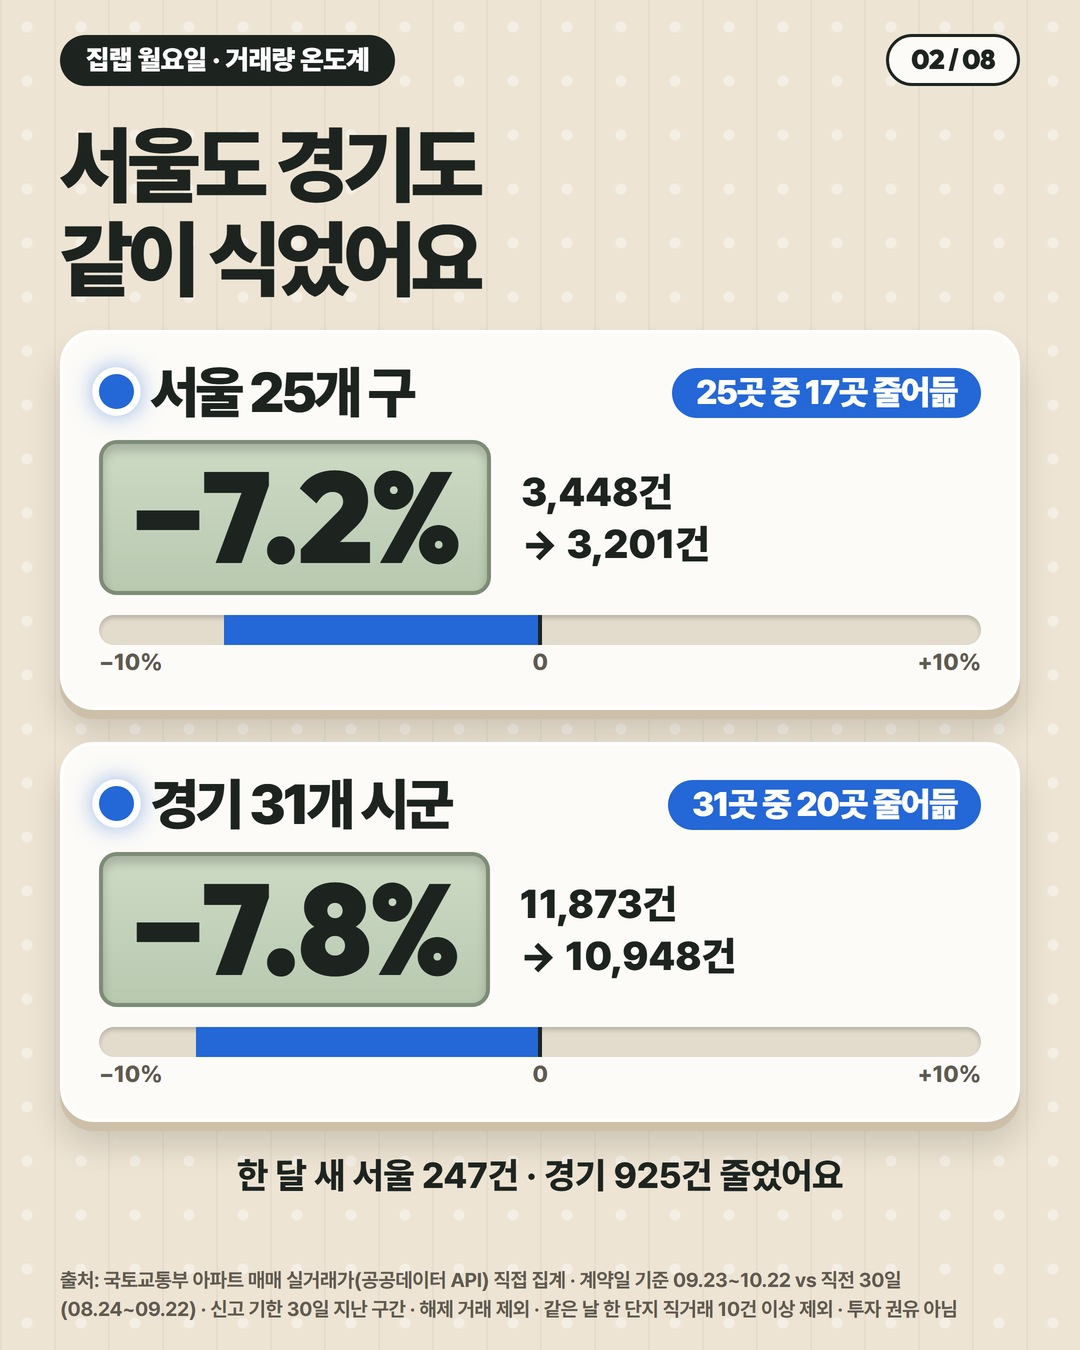 집랩 월요일 · 거래량 온도계
02 / 08
서울도 경기도
같이 식었어요
서울 25개 구
25곳 중 17곳 줄어듦
−7.2%
3,448건
→ 3,201건
−10%
0
+10%
경기 31개 시군
31곳 중 20곳 줄어듦
−7.8%
11,873건
→ 10,948건
−10%
0
+10%
한 달 새 서울 247건 · 경기 925건 줄었어요
출처: 국토교통부 아파트 매매 실거래가(공공데이터 API) 직접 집계 · 계약일 기준 09.23~10.22 vs 직전 30일
(08.24~09.22) · 신고 기한 30일 지난 구간 · 해제 거래 제외 · 같은 날 한 단지 직거래 10건 이상 제외 · 투자 권유 아님